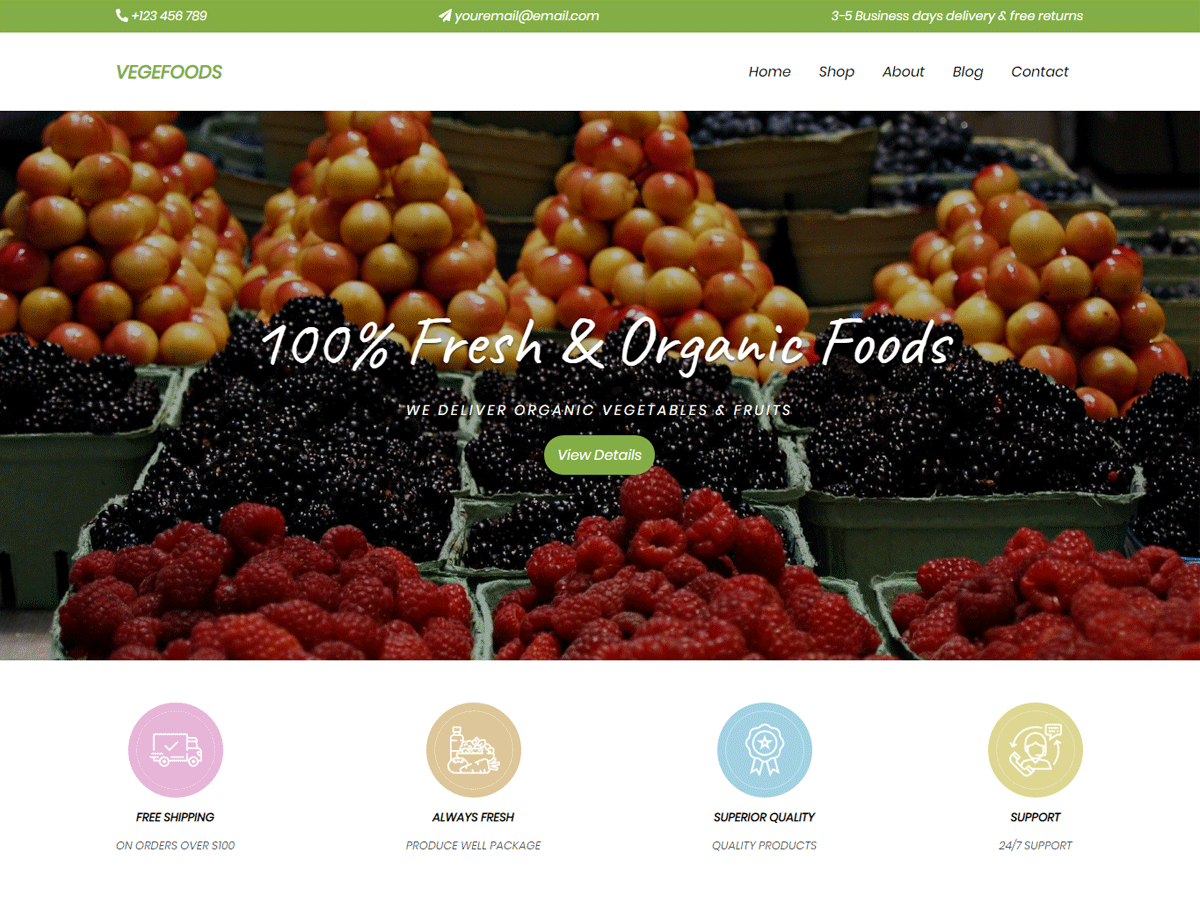 +123 456 789
youremail@email.com
3-5 Business days delivery & free returns
VEGEFOODS
Home
Shop
About
Blog
Contact
100% Fresh & Organic Foods
WE DELIVER ORGANIC VEGETABLES & FRUITS
View Details
FREE SHIPPING
ON ORDERS OVER $100
ALWAYS FRESH
PRODUCE WELL PACKAGE
SUPERIOR QUALITY
QUALITY PRODUCTS
SUPPORT
24/7 SUPPORT